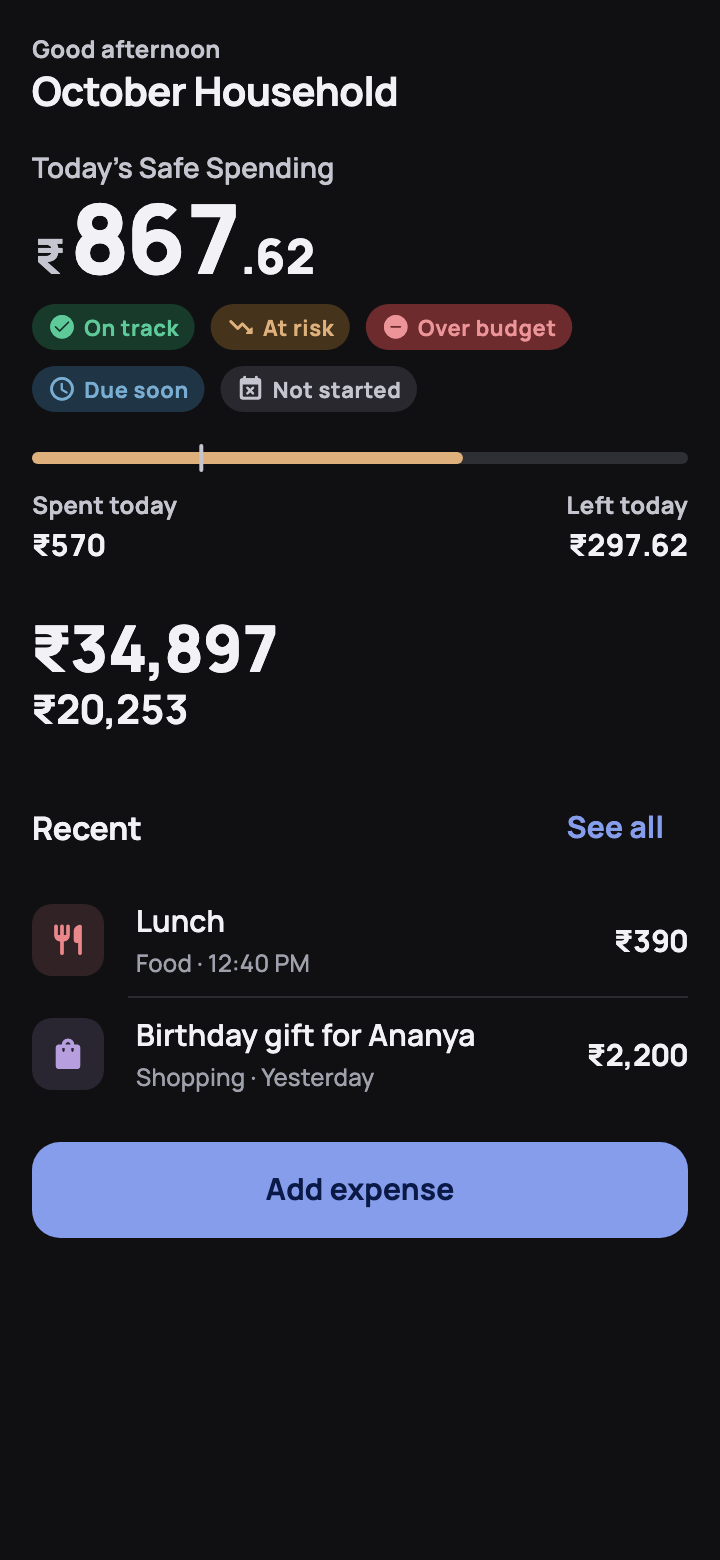 Good afternoon
October Household
Today's Safe Spending
₹867.62
On track At risk Over budget
Due soon Not started
Spent today Left today
₹570 ₹297.62
₹34,897
₹20,253
Recent See all
Lunch
Food · 12:40 PM
₹390
Birthday gift for Ananya
Shopping · Yesterday
₹2,200
Add expense